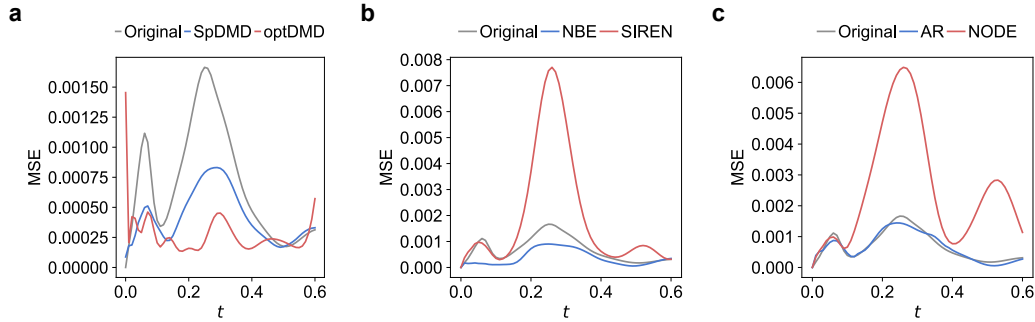 a
Original SpDMD optDMD
MSE
0.00150
0.00125
0.00100
0.00075
0.00050
0.00025
0.00000
0.0 0.2 0.4 0.6
t
b
Original NBE SIREN
MSE
0.008
0.007
0.006
0.005
0.004
0.003
0.002
0.001
0.000
0.0 0.2 0.4 0.6
t
c
Original AR NODE
MSE
0.006
0.005
0.004
0.003
0.002
0.001
0.000
0.0 0.2 0.4 0.6
t